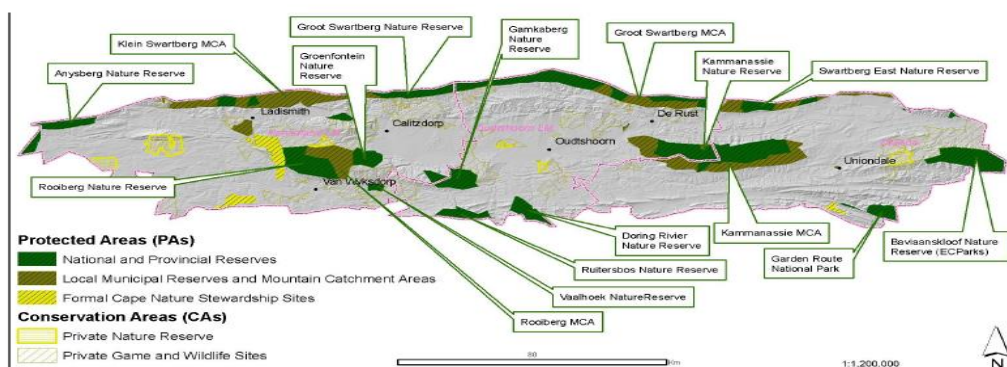 Groot Swartberg Nature Reserve
Gamkaberg
Nature
Reserve
Groot Swartberg MCA
Klein Swartberg MCA
Groenfontein
Nature
Reserve
Kammanassie
Nature Reserve
Anysberg Nature Reserve
Swartberg East Nature Reserve
Ladismith
Calitzdorp
De Rust
Oudtshoorn
Uniondale
Rooiberg Nature Reserve
Van Wyksdorp
Protected Areas (PAs)
National and Provincial Reserves
Local Municipal Reserves and Mountain Catchment Areas
Formal Cape Nature Stewardship Sites
Conservation Areas (CAs)
Private Nature Reserve
Private Game and Wildlife Sites
Doring Rivier
Nature Reserve
Kammanassie MCA
Baviaanskloof Nature
Reserve (ECParks)
Garden Route
National Park
Ruitersbos Nature Reserve
Vaalhoek NatureReserve
Rooiberg MCA
80
Km
1:1,200,000
N